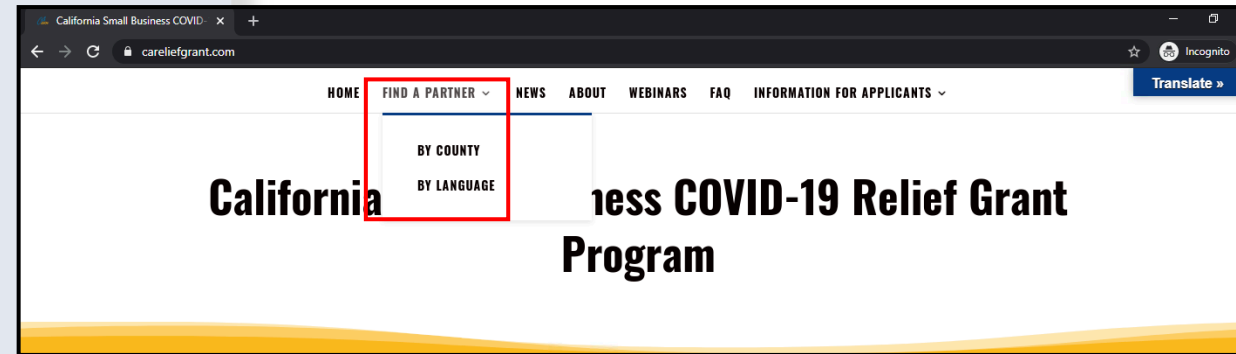 California Small Business COVID-
careliefgrant.com
Incognito
Translate »
HOME FIND A PARTNER NEWS ABOUT WEBINARS FAQ INFORMATION FOR APPLICANTS
BY COUNTY
BY LANGUAGE
California ness COVID-19 Relief Grant
Program